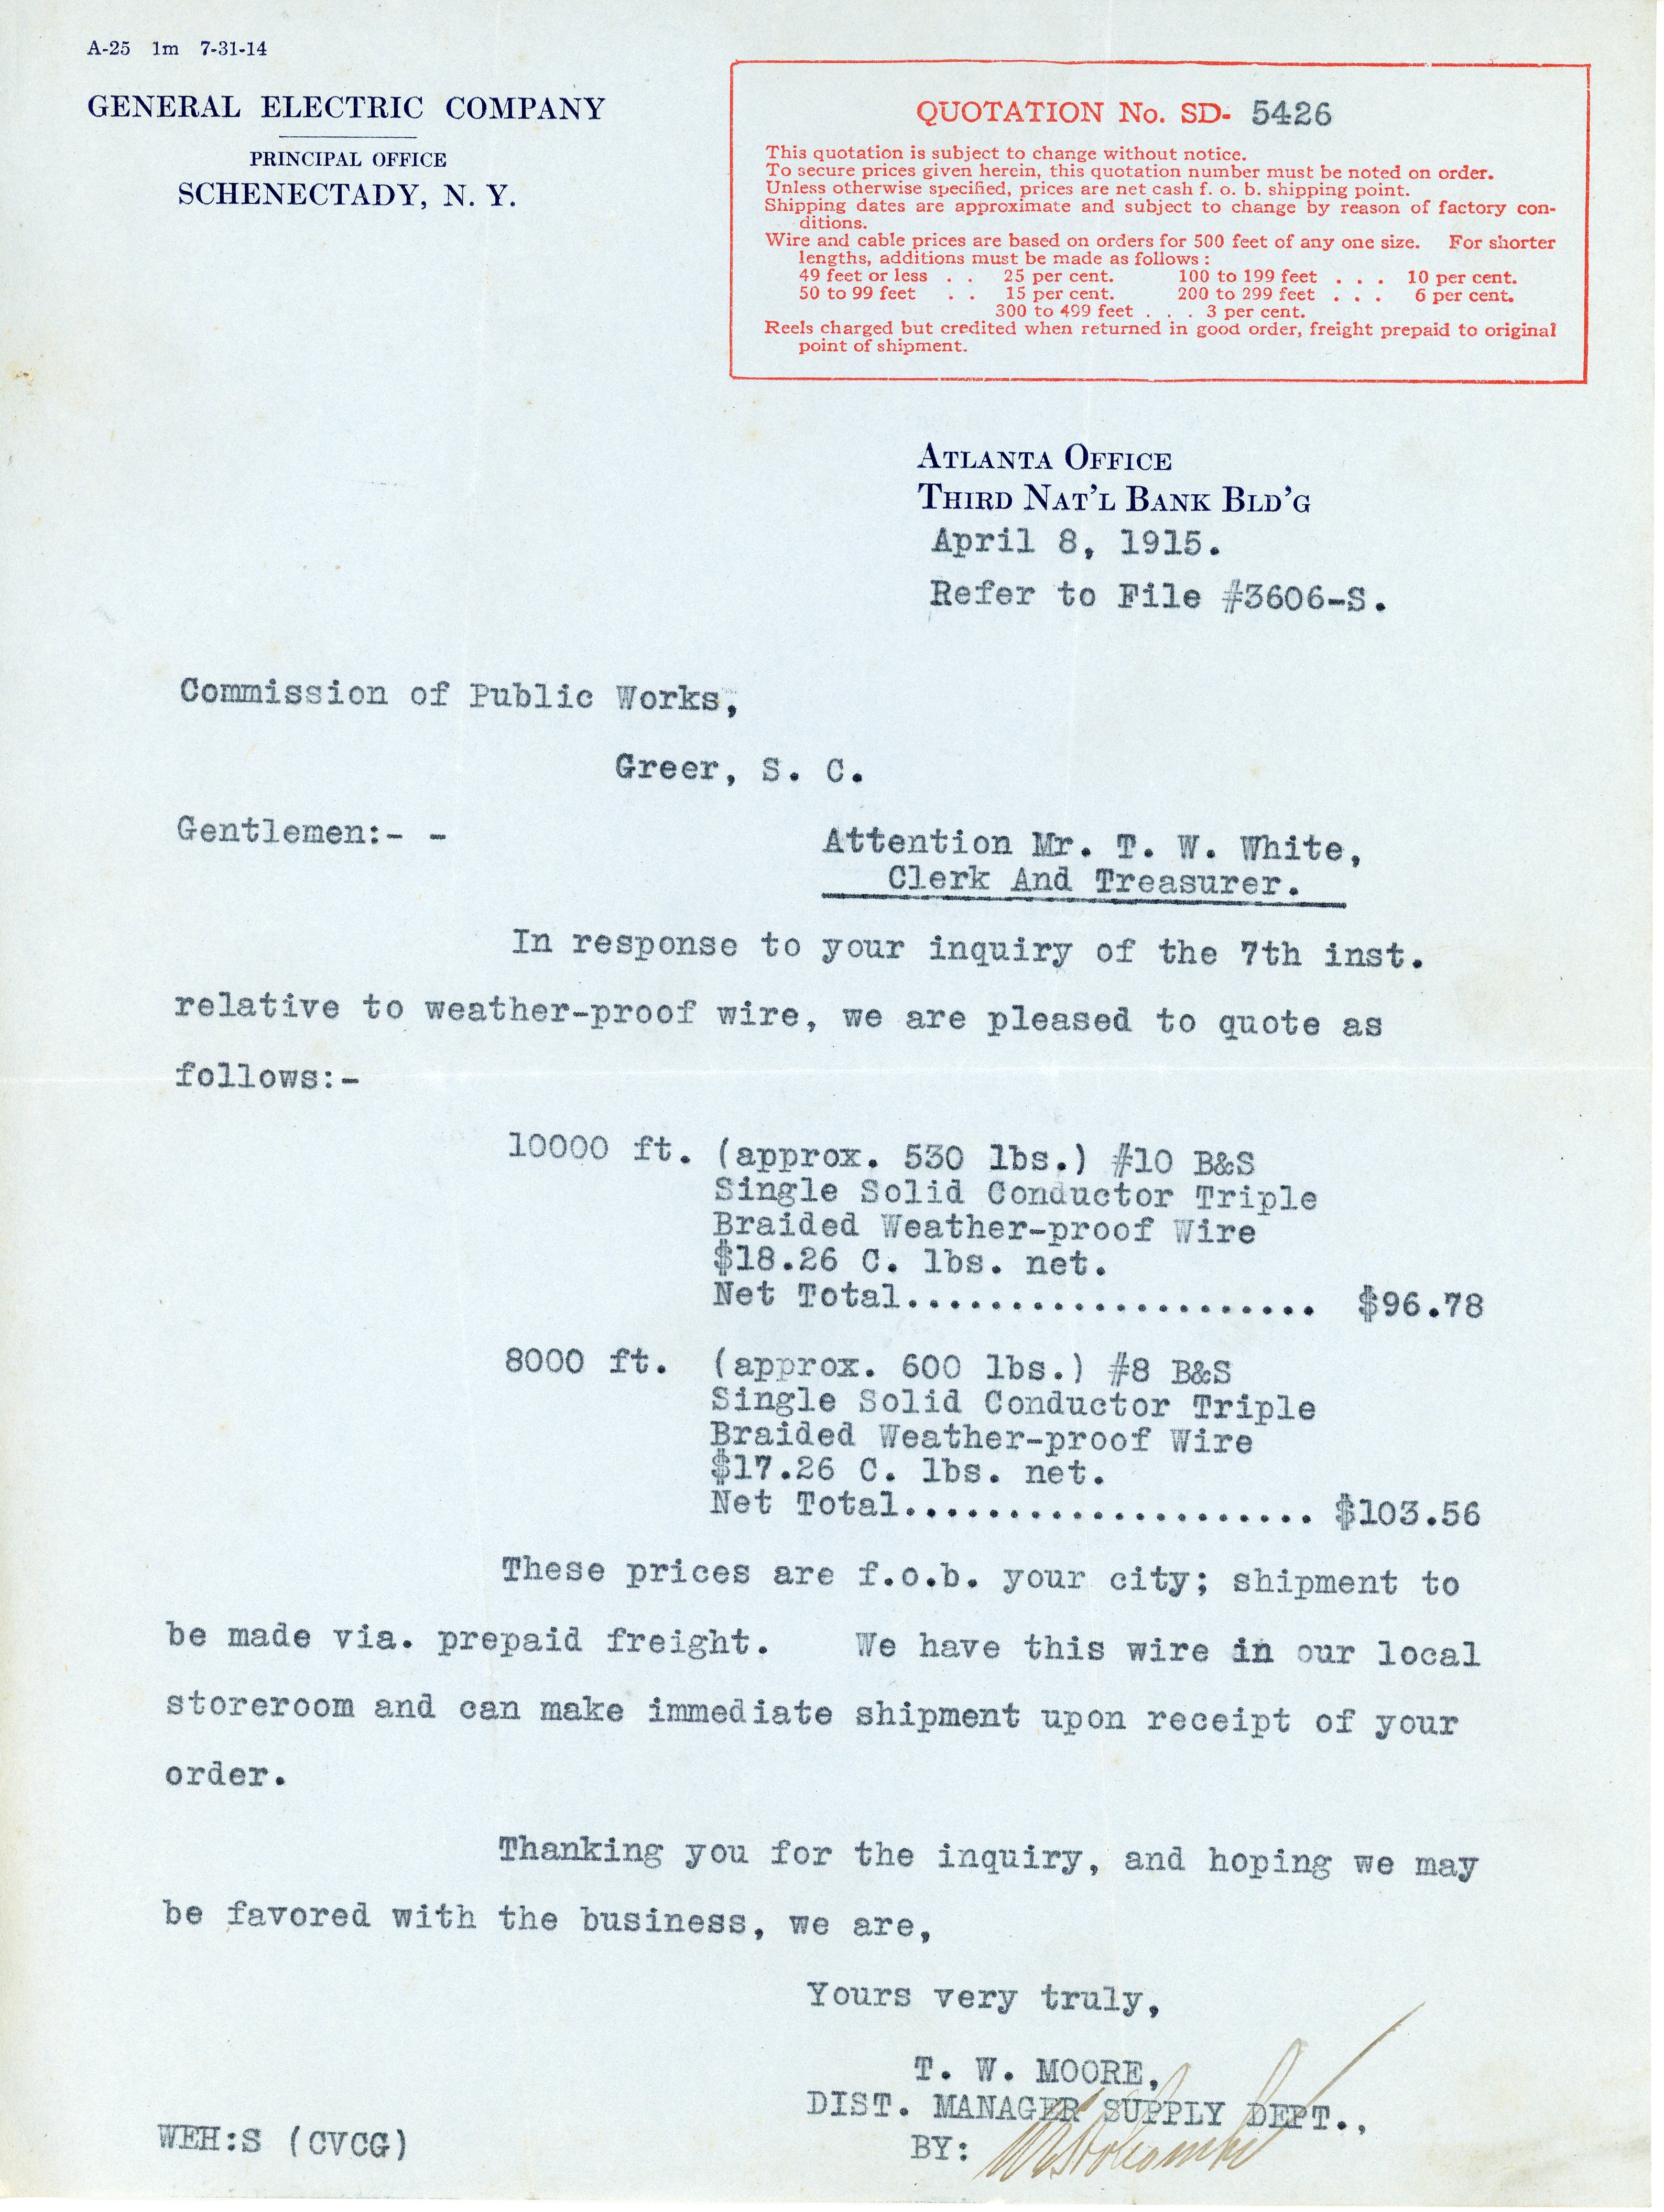 A-25 1m 7-31-14
GENERAL ELECTRIC COMPANY
PRINCIPAL OFFICE
SCHENECTADY, N. Y.
QUOTATION No. SD- 5426
This quotation is subject to change without notice.
To secure prices given herein, this quotation number must be noted on order.
Unless otherwise specified, prices are net cash f. o. b. shipping point.
Shipping dates are approximate and subject to change by reason of factory con-
ditions.
Wire and cable prices are based on orders for 500 feet of any one size. For shorter
lengths, additions must be made as follows :
49 feet or less . . 25 per cent. 100 to 199 feet . . . 10 per cent.
50 to 99 feet . . 15 per cent. 200 to 299 feet . . . 6 per cent.
300 to 499 feet . . . 3 per cent.
Reels charged but credited when returned in good order, freight prepaid to original
point of shipment.
ATLANTA OFFICE
THIRD NAT'L BANK BLD'G
April 8, 1915.
Refer to File #3606-S.
Commission of Public Works,
Greer, S. C.
Gentlemen:- -
Attention Mr. T. W. White,
Clerk And Treasurer.
In response to your inquiry of the 7th inst.
relative to weather-proof wire, we are pleased to quote as
follows:-
10000 ft. (approx. 530 lbs.) #10 B&S
Single Solid Conductor Triple
Braided Weather-proof Wire
$18.26 C. lbs. net.
Net Total.................... $96.78
8000 ft. (approx. 600 lbs.) #8 B&S
Single Solid Conductor Triple
Braided Weather-proof Wire
$17.26 C. lbs. net.
Net Total.................... $103.56
These prices are f.o.b. your city; shipment to
be made via. prepaid freight. We have this wire in our local
storeroom and can make immediate shipment upon receipt of your
order.
Thanking you for the inquiry, and hoping we may
be favored with the business, we are,
Yours very truly,
T. W. MOORE,
DIST. MANAGER SUPPLY DEPT.,
WEH:S (CVCG)
BY: